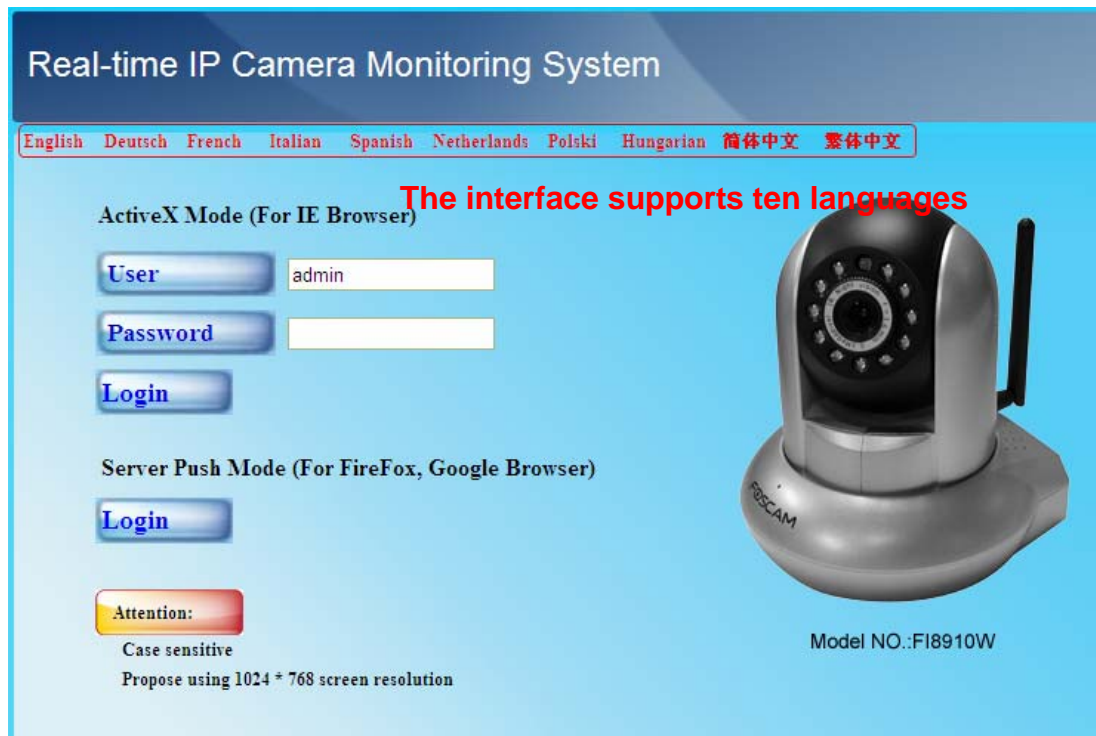 Real-time IP Camera Monitoring System
English Deutsch French Italian Spanish Netherlands Polski Hungarian 简体中文 繁体中文
The interface supports ten languages
ActiveX Mode (For IE Browser)
User admin
Password
Login
Server Push Mode (For FireFox, Google Browser)
Login
FOSCAM
Attention:
Case sensitive
Propose using 1024 * 768 screen resolution
Model NO.:FI8910W